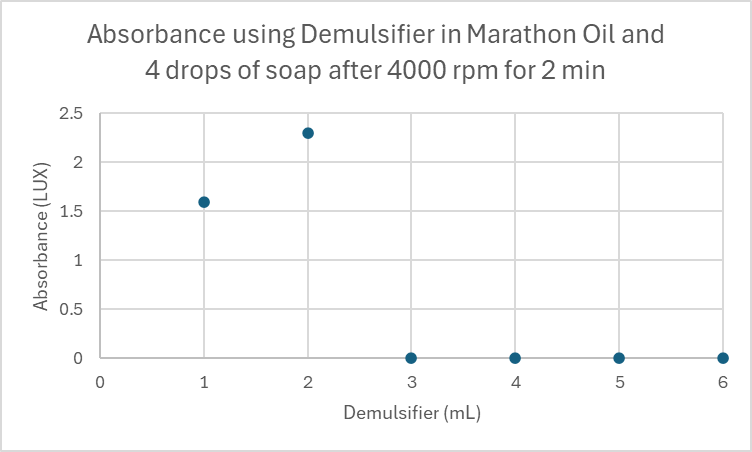 Absorbance using Demulsifier in Marathon Oil and
4 drops of soap after 4000 rpm for 2 min
2.5
2
1.5
1
0.5
0
Absorbance (LUX)
0 1 2 3 4 5 6
Demulsifier (mL)